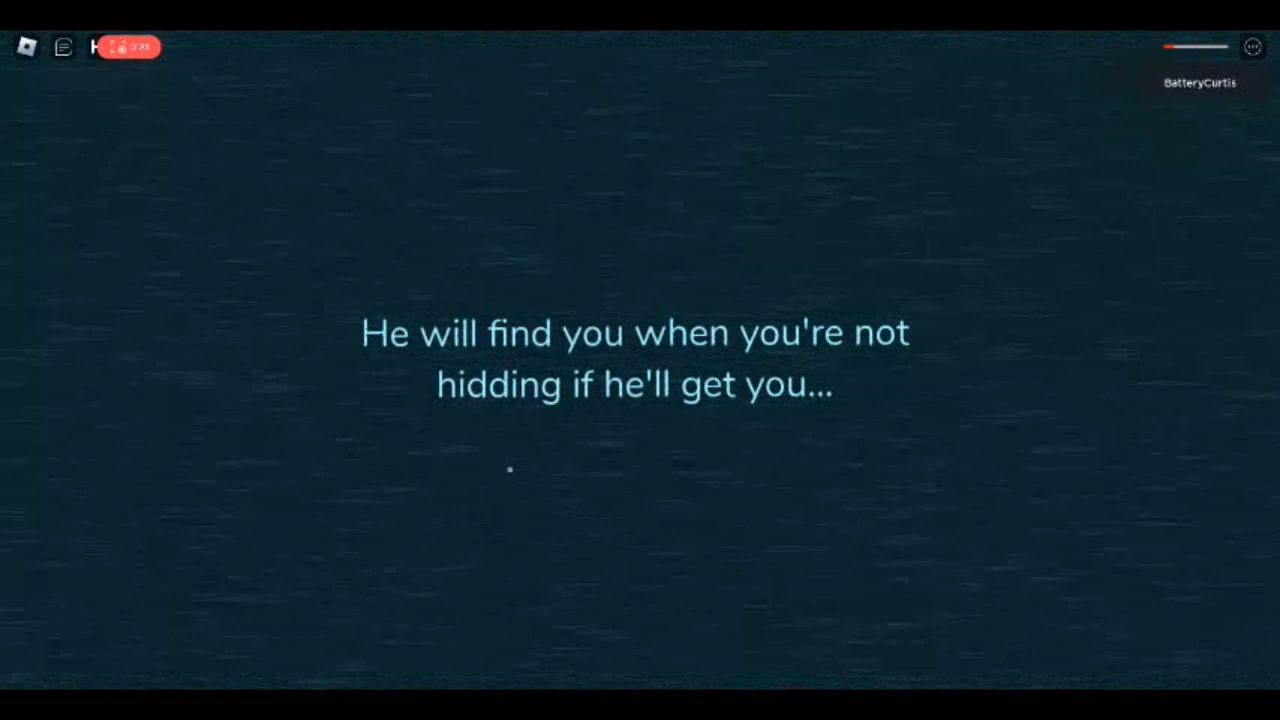 H
BatteryCurtis
He will find you when you're not
hidding if he'll get you...